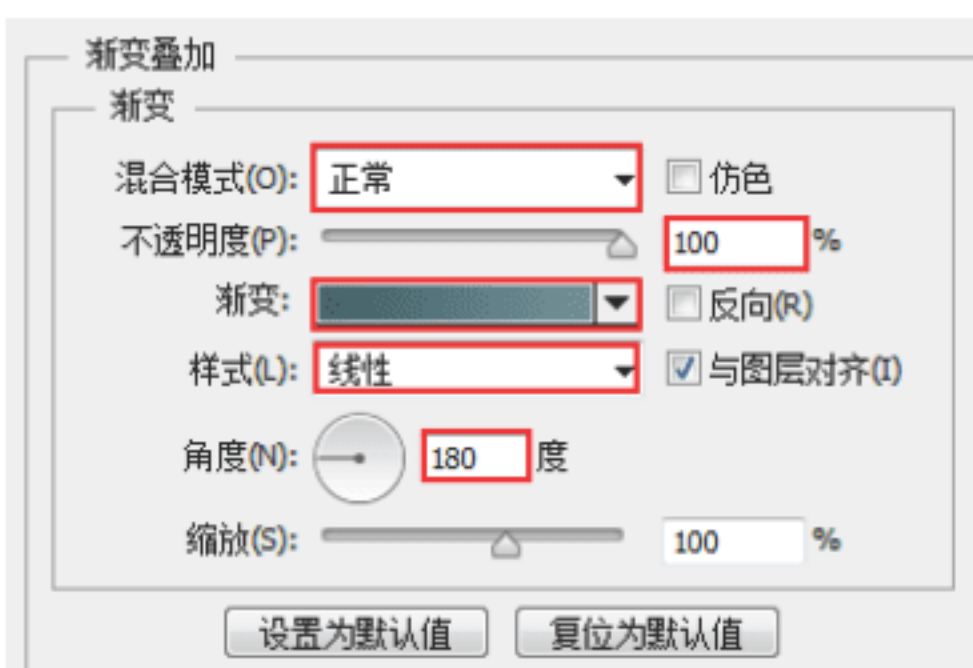 渐变叠加
渐变
混合模式(O): 正常 仿色
不透明度(P): 100 %
渐变: 反向(R)
样式(L): 线性 与图层对齐(I)
角度(N): 180 度
缩放(S): 100 %
设置为默认值 复位为默认值